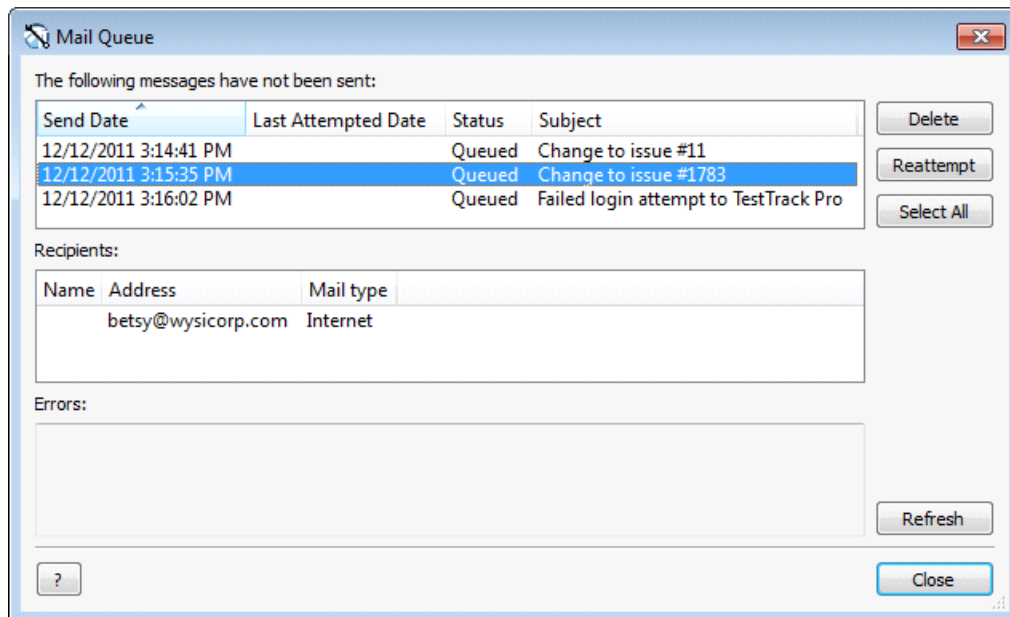 Mail Queue
The following messages have not been sent:
Send Date Last Attempted Date Status Subject
12/12/2011 3:14:41 PM Queued Change to issue #11
12/12/2011 3:15:35 PM Queued Change to issue #1783
12/12/2011 3:16:02 PM Queued Failed login attempt to TestTrack Pro
Delete
Reattempt
Select All
Recipients:
Name Address Mail type
betsy@wysicorp.com Internet
Errors:
Refresh
?
Close